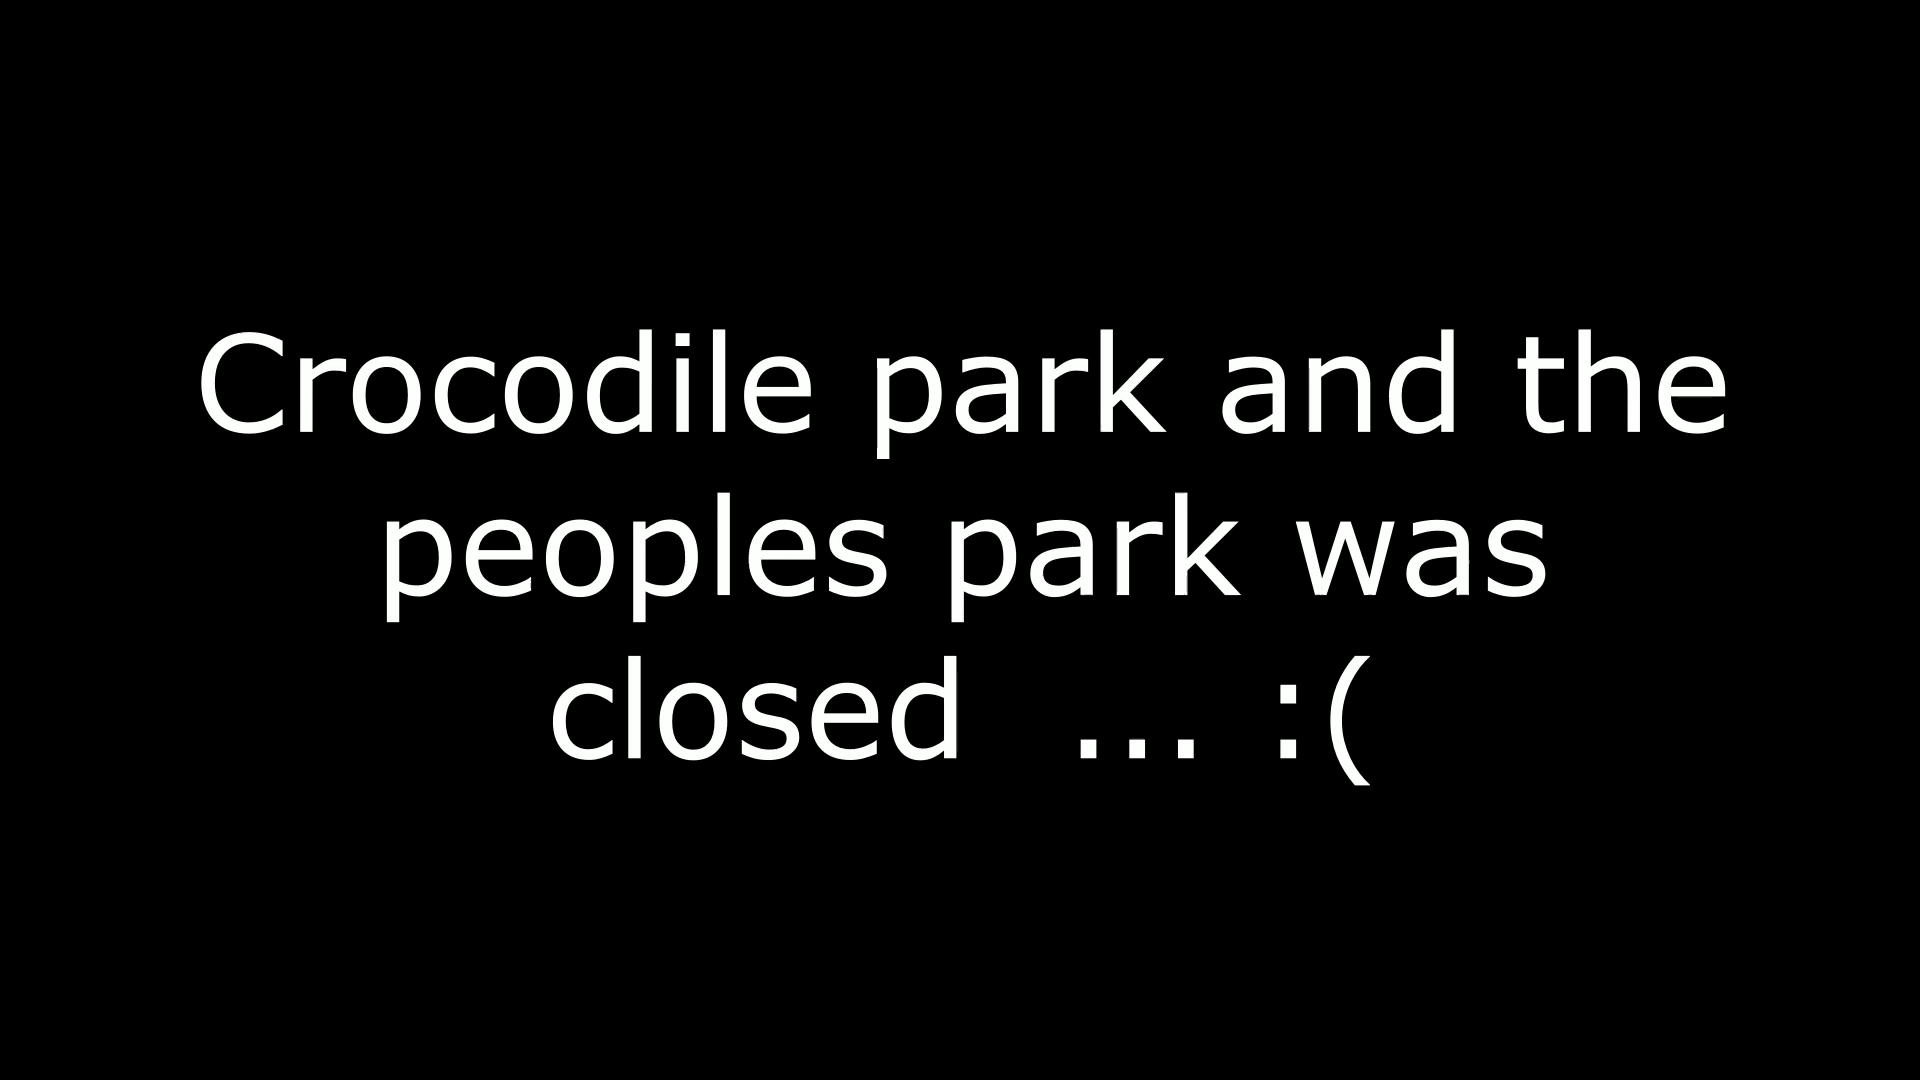 Crocodile park and the
peoples park was
closed  ... :(